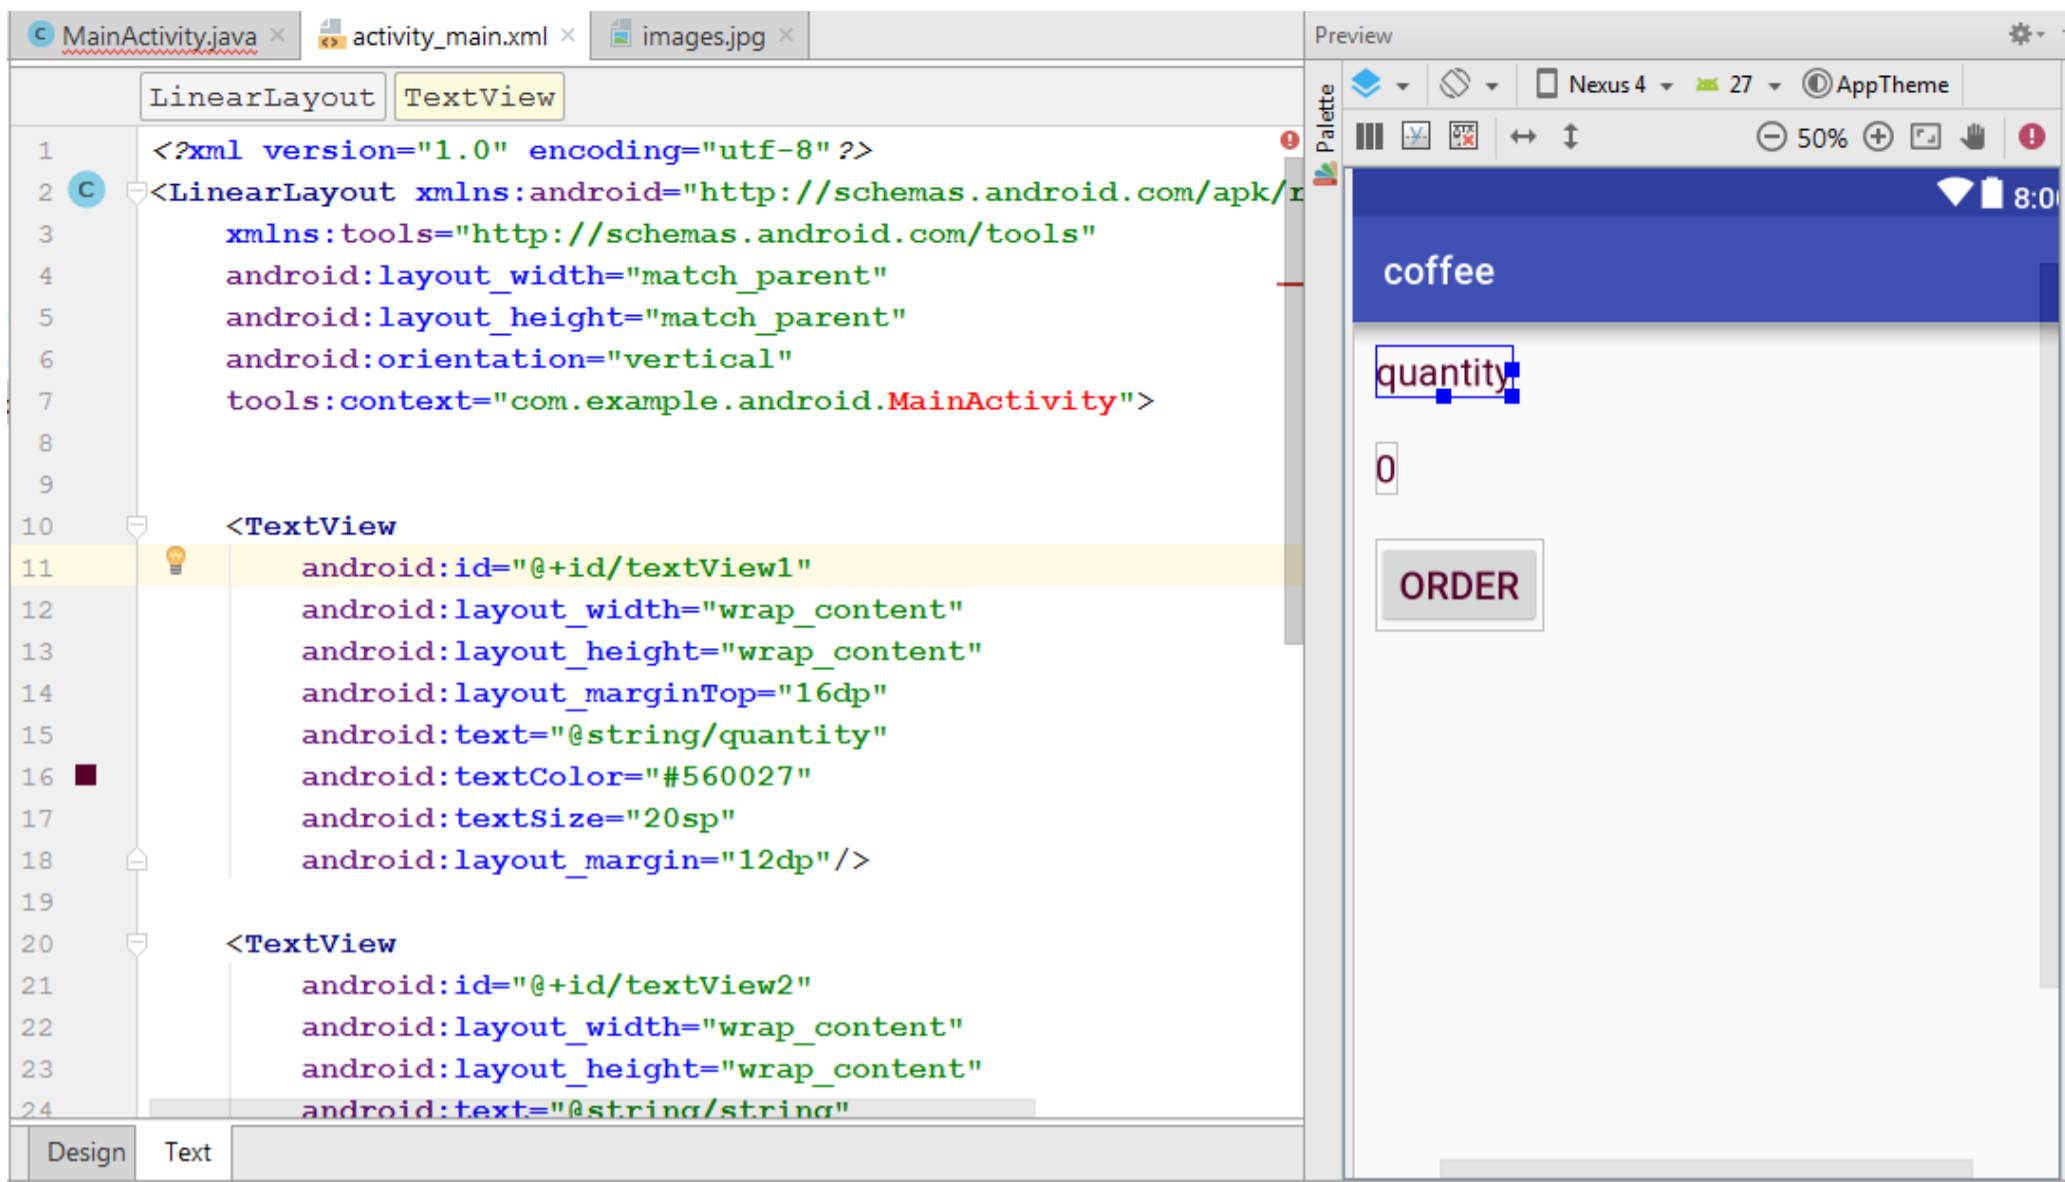 MainActivity.java activity_main.xml images.jpg
LinearLayout TextView
1 <?xml version="1.0" encoding="utf-8"?>
2 C <LinearLayout xmlns:android="http://schemas.android.com/apk/r
3 xmlns:tools="http://schemas.android.com/tools"
4 android:layout_width="match_parent"
5 android:layout_height="match_parent"
6 android:orientation="vertical"
7 tools:context="com.example.android.MainActivity">
8
9
10 <TextView
11 android:id="@+id/textView1"
12 android:layout_width="wrap_content"
13 android:layout_height="wrap_content"
14 android:layout_marginTop="16dp"
15 android:text="@string/quantity"
16 android:textColor="#560027"
17 android:textSize="20sp"
18 android:layout_margin="12dp"/>
19
20 <TextView
21 android:id="@+id/textView2"
22 android:layout_width="wrap_content"
23 android:layout_height="wrap_content"
24 android:text="@string/string"
Design Text
Preview
Palette
Nexus 4 27 AppTheme
50%
8:0
coffee
quantity
0
ORDER